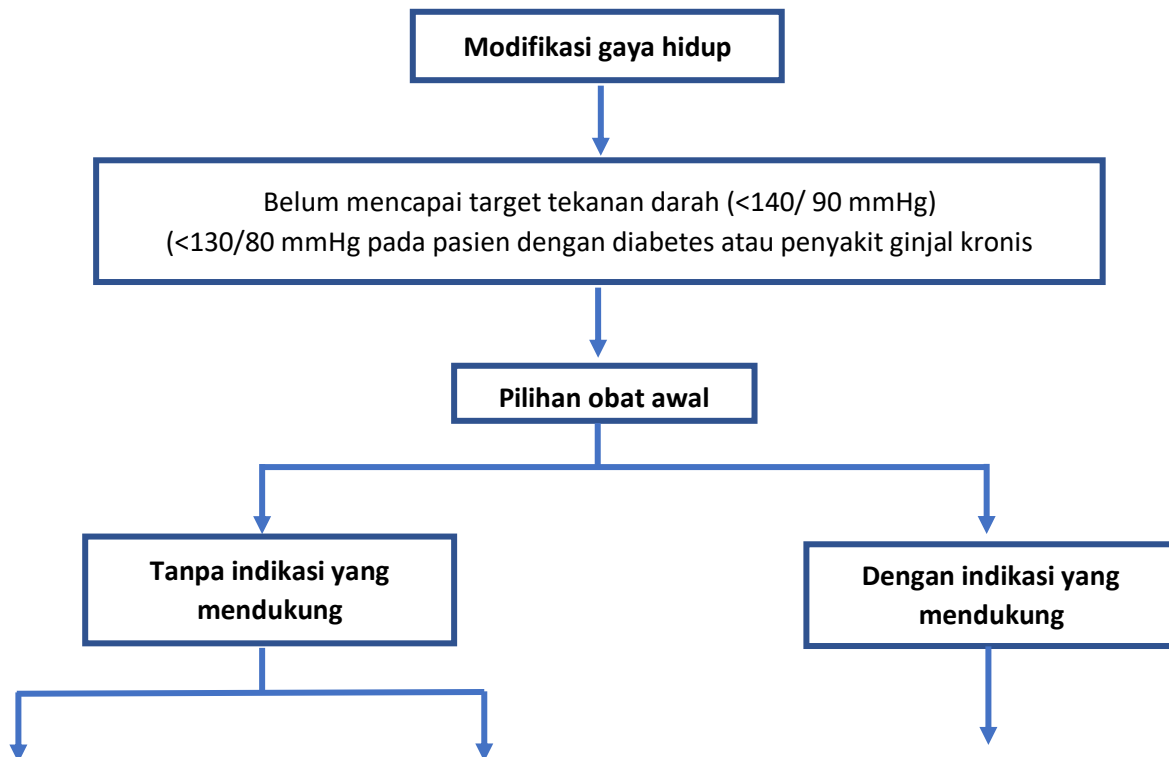 Modifikasi gaya hidup
Belum mencapai target tekanan darah (<140/ 90 mmHg)
(<130/80 mmHg pada pasien dengan diabetes atau penyakit ginjal kronis
Pilihan obat awal
Tanpa indikasi yang
mendukung
Dengan indikasi yang
mendukung